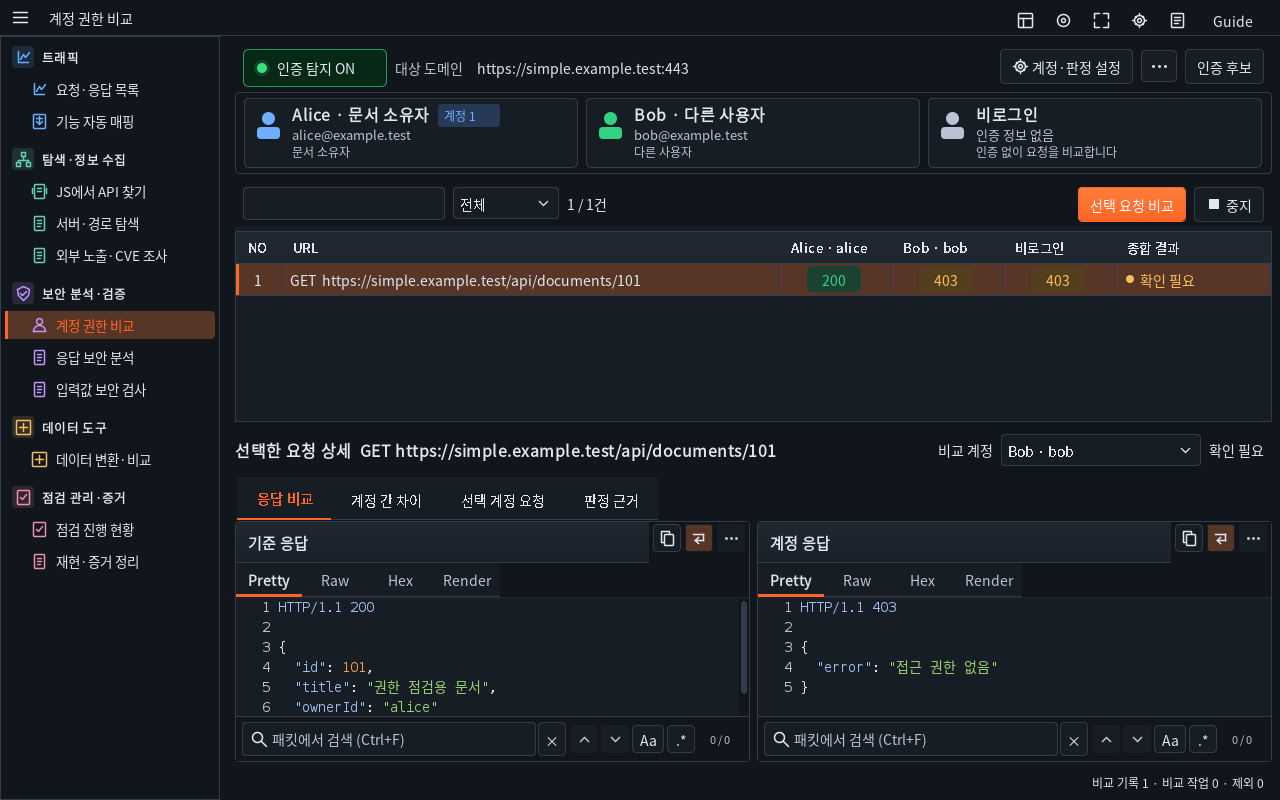 계정 권한 비교
Guide
트래픽
요청·응답 목록
기능 자동 매핑
탐색·정보 수집
JS에서 API 찾기
서버·경로 탐색
외부 노출·CVE 조사
보안 분석·검증
계정 권한 비교
응답 보안 분석
입력값 보안 검사
데이터 도구
데이터 변환·비교
점검 관리·증거
점검 진행 현황
재현·증거 정리
인증 탐지 ON 대상 도메인 https://simple.example.test:443 계정·판정 설정 ··· 인증 후보
Alice · 문서 소유자 계정 1
alice@example.test
문서 소유자
Bob · 다른 사용자
bob@example.test
다른 사용자
비로그인
인증 정보 없음
인증 없이 요청을 비교합니다
전체 1 / 1건 선택 요청 비교 중지
NO URL Alice · alice Bob · bob 비로그인 종합 결과
1 GET https://simple.example.test/api/documents/101 200 403 403 확인 필요
선택한 요청 상세 GET https://simple.example.test/api/documents/101 비교 계정 Bob · bob 확인 필요
응답 비교 계정 간 차이 선택 계정 요청 판정 근거
기준 응답
Pretty Raw Hex Render
1 HTTP/1.1 200
2
3 {
4 "id": 101,
5 "title": "권한 점검용 문서",
6 "ownerId": "alice"
패킷에서 검색 (Ctrl+F) × Aa .* 0/0
계정 응답
Pretty Raw Hex Render
1 HTTP/1.1 403
2
3 {
4 "error": "접근 권한 없음"
5 }
패킷에서 검색 (Ctrl+F) × Aa .* 0/0
비교 기록 1 · 비교 작업 0 · 제외 0